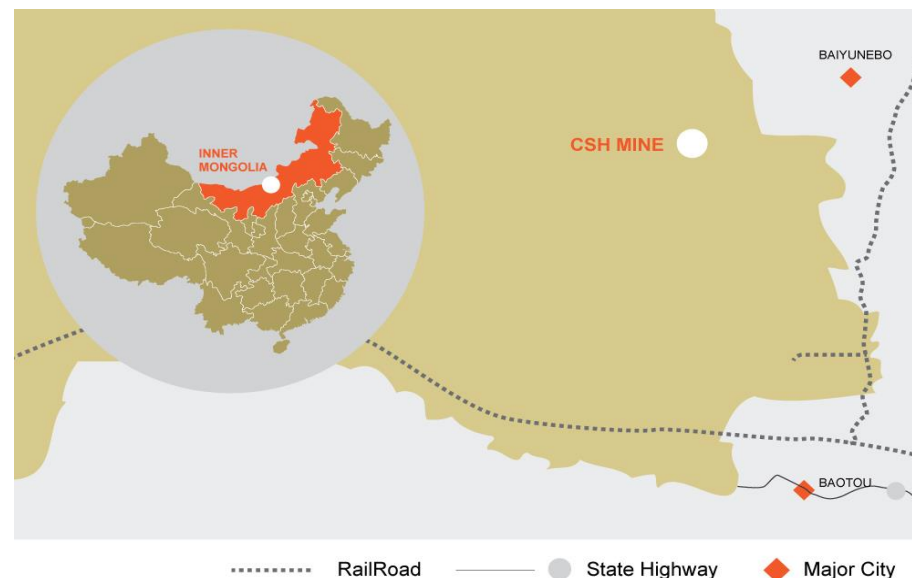 BAIYUNEBO
CSH MINE
INNER
MONGOLIA
BAOTOU
RailRoad
State Highway
Major City